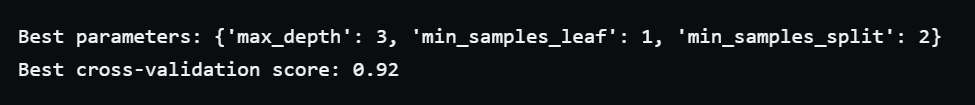 Best parameters: {'max_depth': 3, 'min_samples_leaf': 1, 'min_samples_split': 2}
Best cross-validation score: 0.92